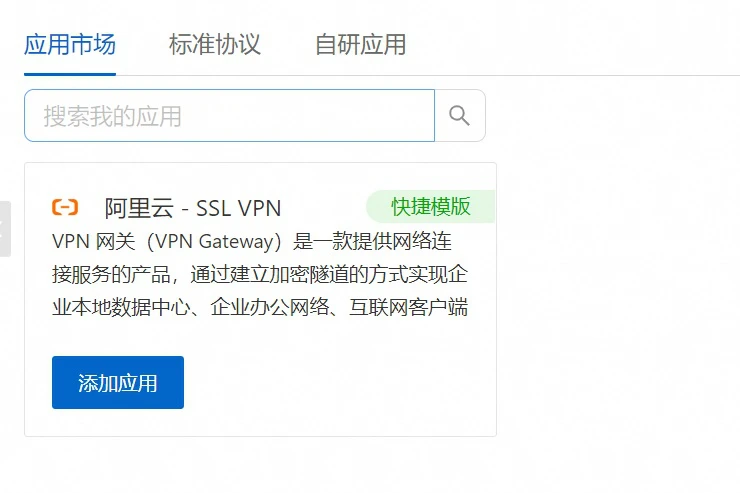 应用市场 标准协议 自研应用
搜索我的应用
阿里云 - SSL VPN 快捷模版
VPN 网关（VPN Gateway）是一款提供网络连
接服务的产品，通过建立加密隧道的方式实现企
业本地数据中心、企业办公网络、互联网客户端
添加应用